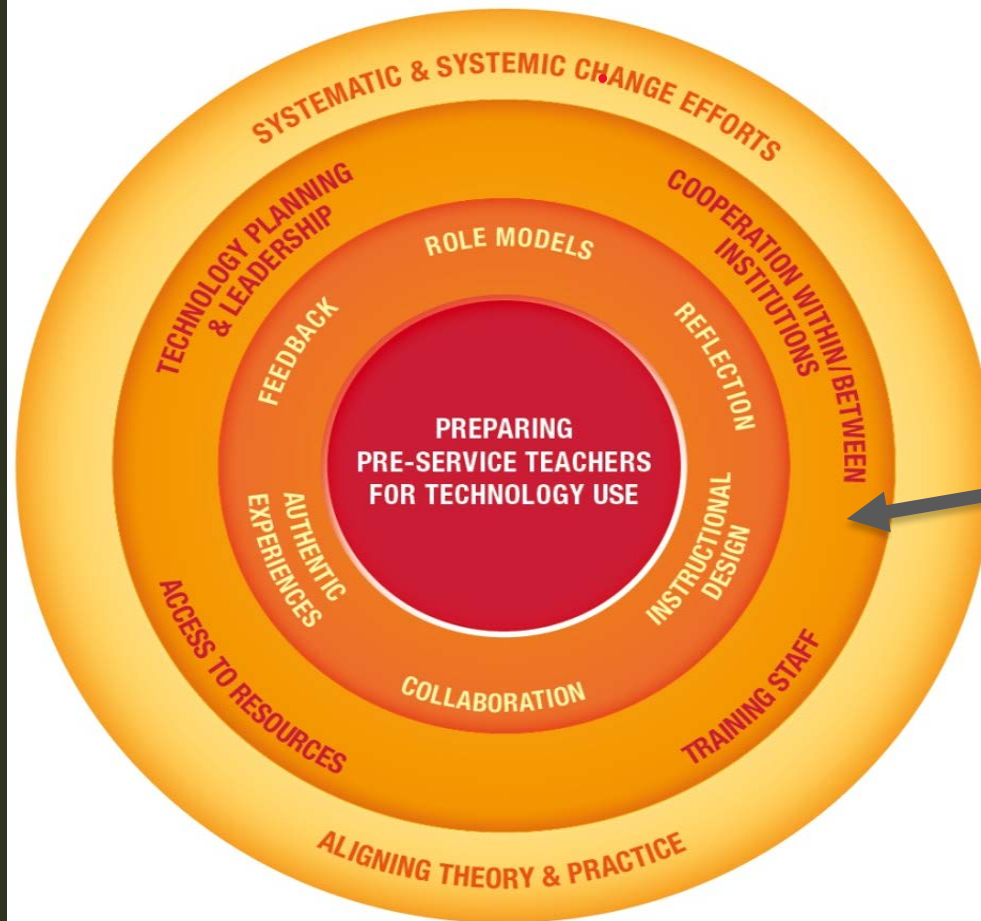 SYSTEMATIC & SYSTEMIC CHANGE EFFORTS
TECHNOLOGY PLANNING
& LEADERSHIP
COOPERATION WITHIN/BETWEEN
INSTITUTIONS
ROLE MODELS
FEEDBACK
REFLECTION
PREPARING
PRE-SERVICE TEACHERS
FOR TECHNOLOGY USE
AUTHENTIC
EXPERIENCES
INSTRUCTIONAL
DESIGN
COLLABORATION
ACCESS TO RESOURCES
TRAINING STAFF
ALIGNING THEORY & PRACTICE